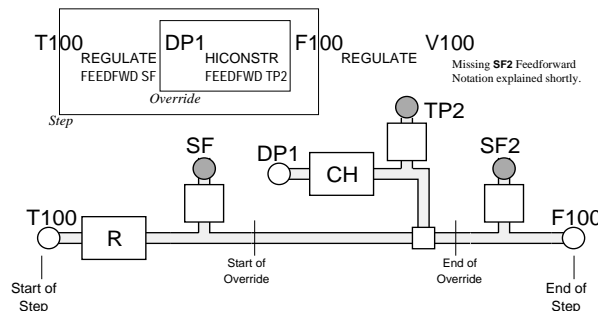 T100 REGULATE DP1 HICONSTR F100 REGULATE V100
FEEDFWD SF FEEDFWD TP2
Missing SF2 Feedforward
Notation explained shortly.
Override
Step
TP2
SF
DP1
SF2
CH
T100
F100
R
Start of
Override
End of
Override
Start of
Step
End of
Step